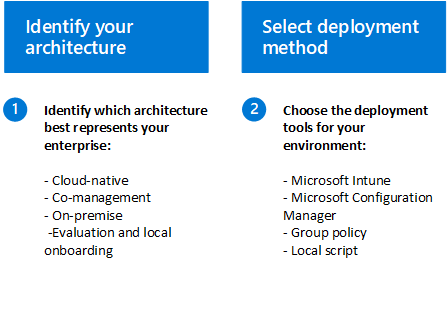 Identify your
architecture
1
Identify which architecture
best represents your
enterprise:
- Cloud-native
- Co-management
- On-premise
-Evaluation and local
onboarding
Select deployment
method
2
Choose the deployment
tools for your
environment:
- Microsoft Intune
- Microsoft Configuration
Manager
- Group policy
- Local script